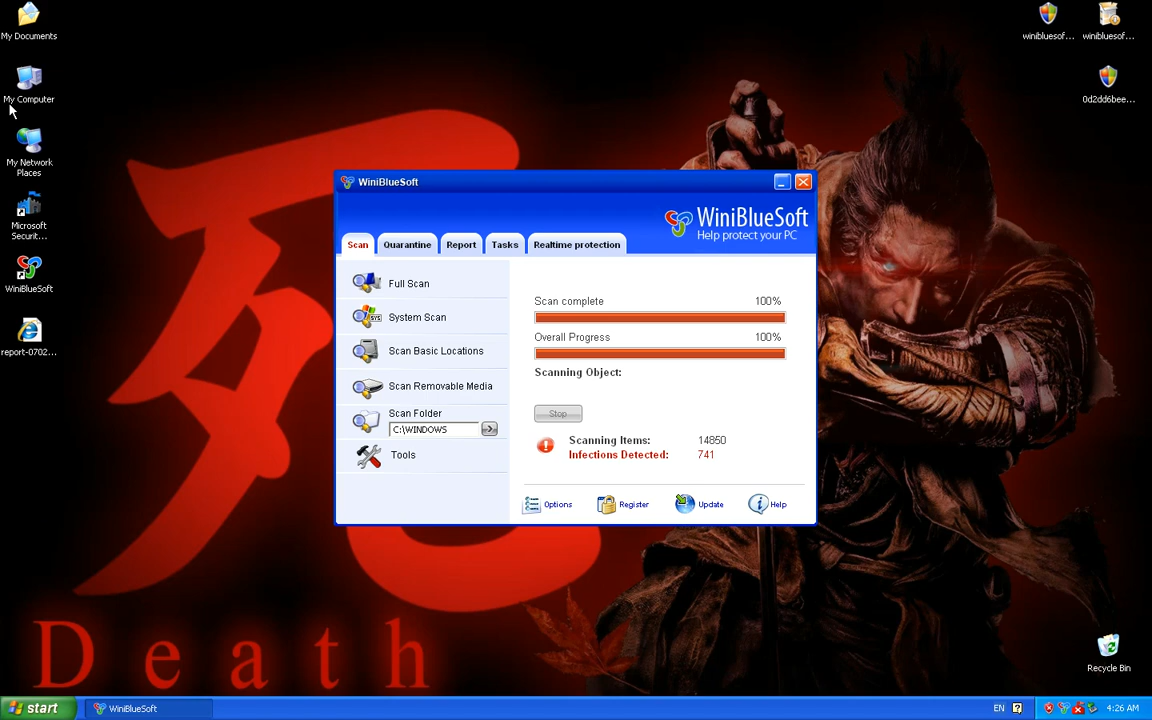 My Documents
My Computer
My Network
Places
Microsoft
Securit...
WiniBlueSoft
report-0702...
winibluesof...
winibluesof...
0d2dd6bee...
Recycle Bin
死
Death
WiniBlueSoft
WiniBlueSoft
Help protect your PC
Scan
Quarantine
Report
Tasks
Realtime protection
Full Scan
System Scan
Scan Basic Locations
Scan Removable Media
Scan Folder
C:\WINDOWS
Tools
Scan complete 100%
Overall Progress 100%
Scanning Object:
Stop
Scanning Items: 14850
Infections Detected: 741
Options
Register
Update
Help
start
WiniBlueSoft
EN
4:26 AM